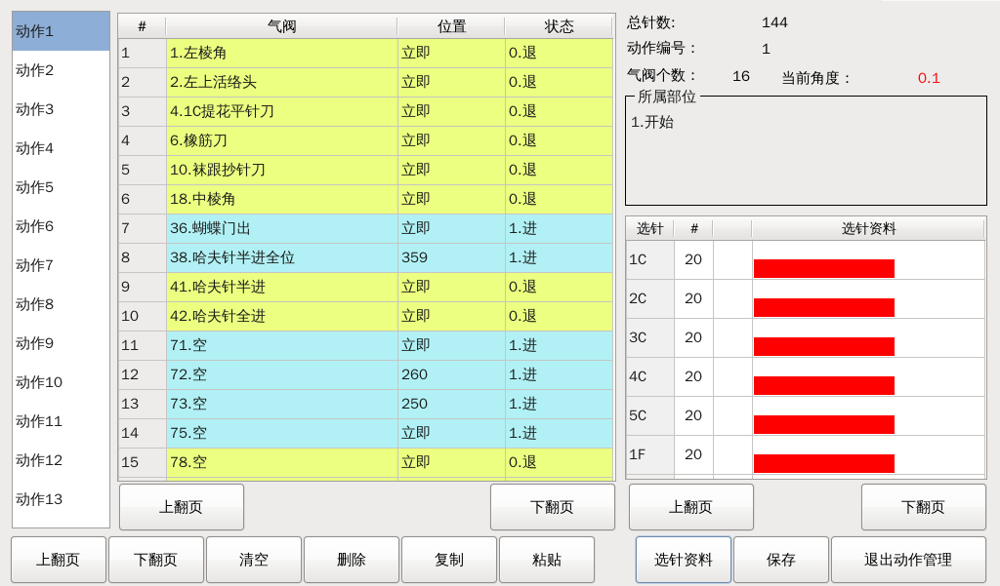 动作1
动作2
动作3
动作4
动作5
动作6
动作7
动作8
动作9
动作10
动作11
动作12
动作13
# 气阀 位置 状态
1 1.左棱角 立即 0.退
2 2.左上活络头 立即 0.退
3 4.1C提花平针刀 立即 0.退
4 6.橡筋刀 立即 0.退
5 10.袜跟抄针刀 立即 0.退
6 18.中棱角 立即 0.退
7 36.蝴蝶门出 立即 1.进
8 38.哈夫针半进全位 359 1.进
9 41.哈夫针半进 立即 0.退
10 42.哈夫针全进 立即 0.退
11 71.空 立即 1.进
12 72.空 260 1.进
13 73.空 250 1.进
14 75.空 立即 1.进
15 78.空 立即 0.退
上翻页 下翻页
总针数: 144
动作编号： 1
气阀个数： 16 当前角度： 0.1
所属部位
1.开始
选针 # 选针资料
1C 20
2C 20
3C 20
4C 20
5C 20
1F 20
上翻页 下翻页
上翻页 下翻页 清空 删除 复制 粘贴 选针资料 保存 退出动作管理